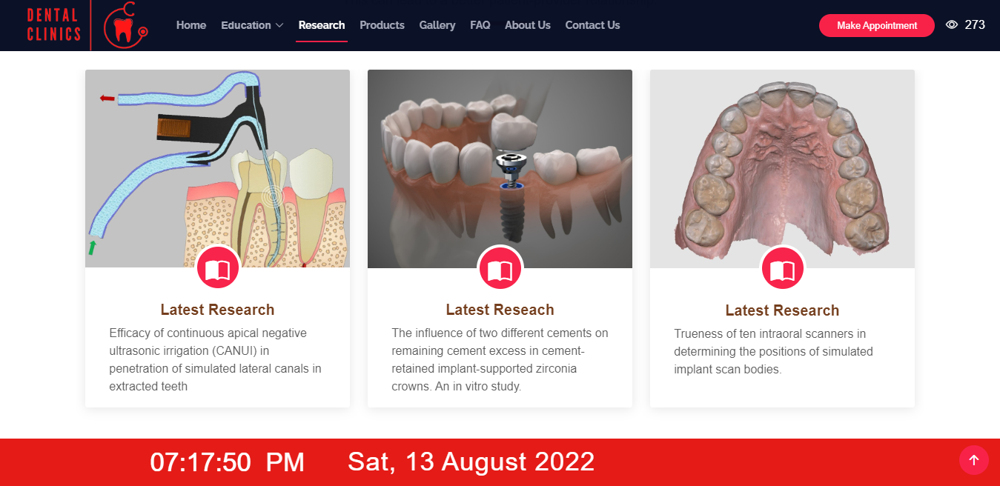 DENTAL
CLINICS
Home Education Research Products Gallery FAQ About Us Contact Us
Make Appointment 273
Latest Research
Efficacy of continuous apical negative
ultrasonic irrigation (CANUI) in
penetration of simulated lateral canals in
extracted teeth
Latest Reseach
The influence of two different cements on
remaining cement excess in cement-
retained implant-supported zirconia
crowns. An in vitro study.
Latest Research
Trueness of ten intraoral scanners in
determining the positions of simulated
implant scan bodies.
07:17:50 PM Sat, 13 August 2022